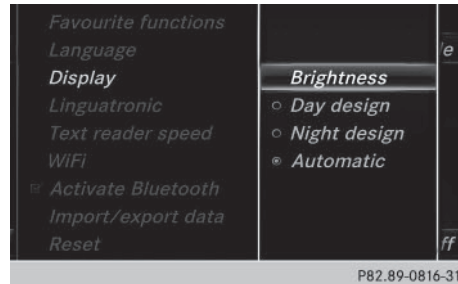 Favourite functions
Language
Display
Linguatronic
Text reader speed
WiFi
Activate Bluetooth
Import/export data
Reset
Brightness
Day design
Night design
Automatic
e
ff
P82.89-0816-31